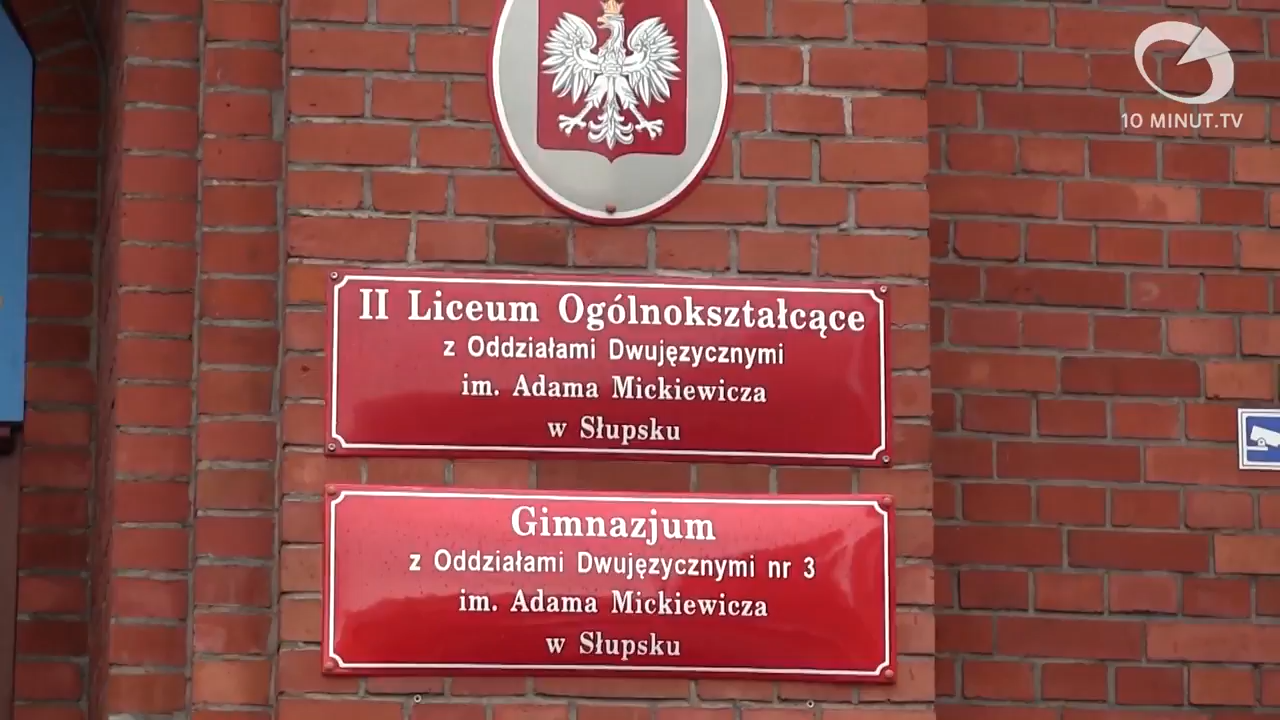 10 MINUT.TV
II Liceum Ogólnokształcące
z Oddziałami Dwujęzycznymi
im. Adama Mickiewicza
w Słupsku
Gimnazjum
z Oddziałami Dwujęzycznymi nr 3
im. Adama Mickiewicza
w Słupsku